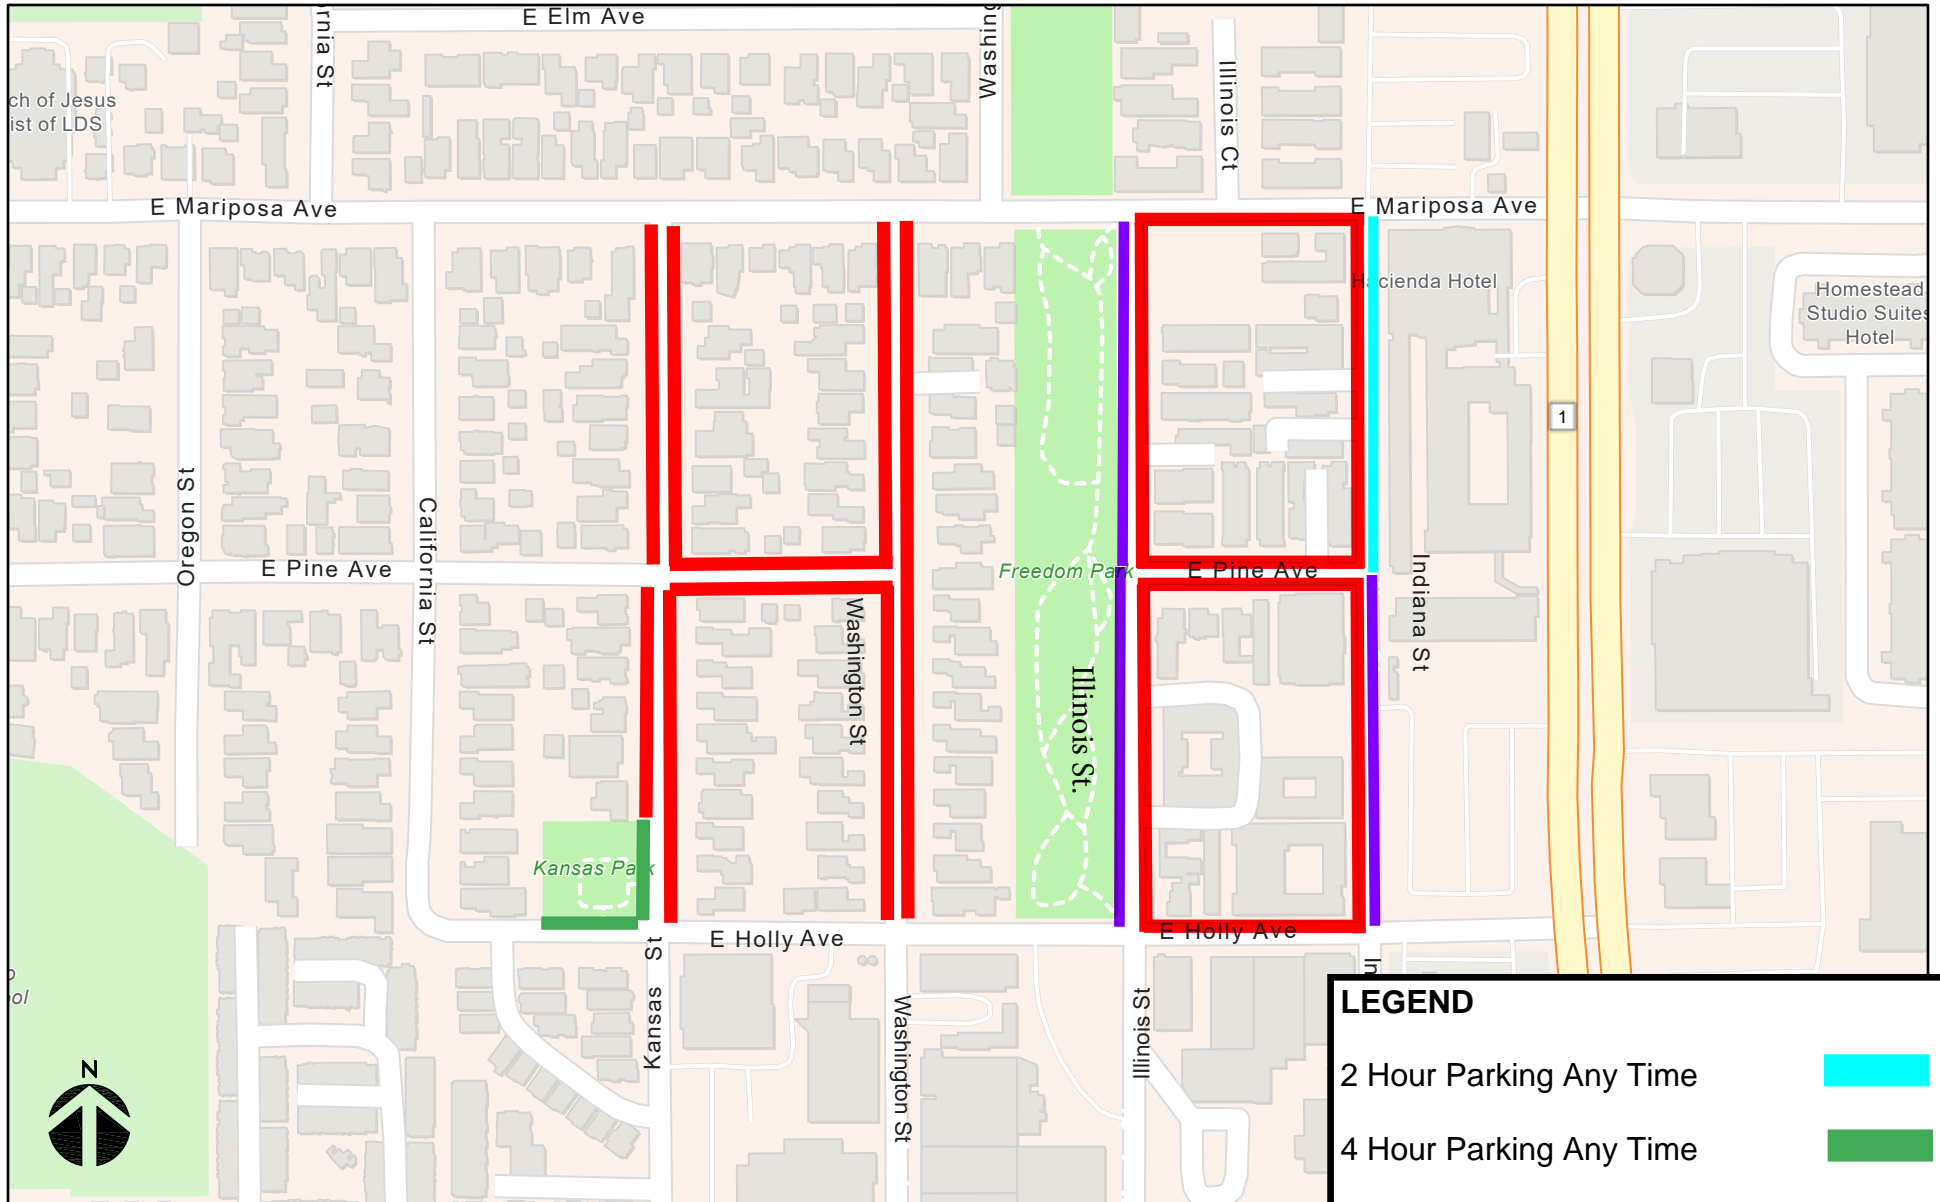 E Elm Ave
rnia St
Washing
Illinois Ct
ch of Jesus
ist of LDS
E Mariposa Ave
E Mariposa Ave
Hacienda Hotel
Homestead
Studio Suites
Hotel
1
Oregon St
California St
E Pine Ave
Freedom Park
E Pine Ave
Indiana St
Washington St
Illinois St.
Kansas Park
E Holly Ave
E Holly Ave
Kansas St
Washington St
Illinois St
In
ool
N
LEGEND
2 Hour Parking Any Time
4 Hour Parking Any Time